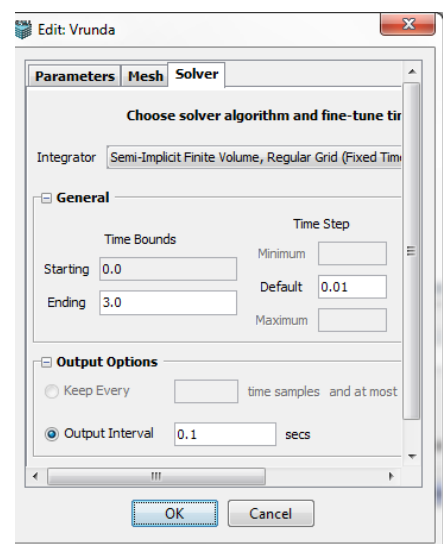 Edit: Vrunda
Parameters Mesh Solver
Choose solver algorithm and fine-tune tin
Integrator Semi-Implicit Finite Volume, Regular Grid (Fixed Time
General
Time Bounds
Time Step
Minimum
Starting 0.0
Default 0.01
Ending 3.0
Maximum
Output Options
Keep Every time samples and at most
Output Interval 0.1 secs
OK Cancel